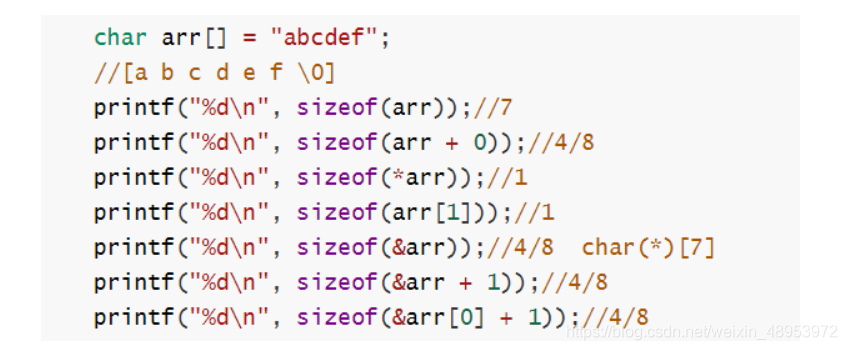 char arr[] = "abcdef";
//[a b c d e f \0]
printf("%d\n", sizeof(arr));//7
printf("%d\n", sizeof(arr + 0));//4/8
printf("%d\n", sizeof(*arr));//1
printf("%d\n", sizeof(arr[1]));//1
printf("%d\n", sizeof(&arr));//4/8  char(*)[7]
printf("%d\n", sizeof(&arr + 1));//4/8
printf("%d\n", sizeof(&arr[0] + 1));//4/8
https://blog.csdn.net/weixin_48953972